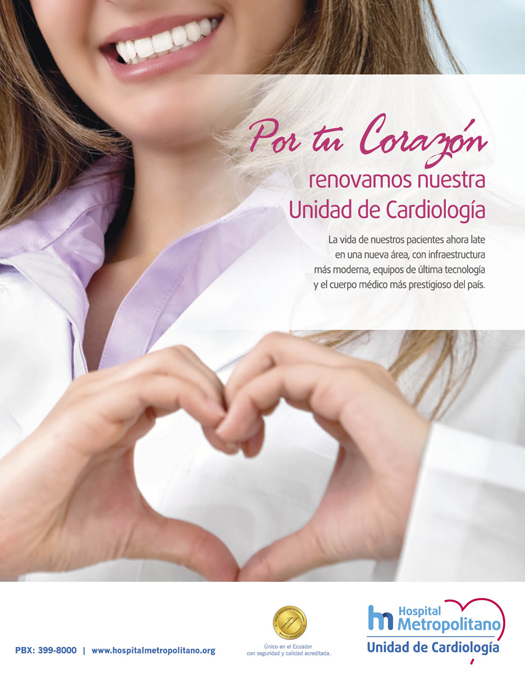 Por tu Corazón
renovamos nuestra
Unidad de Cardiología
La vida de nuestros pacientes ahora late
en una nueva área, con infraestructura
más moderna, equipos de última tecnología
y el cuerpo médico más prestigioso del país.
PBX: 399-8000 | www.hospitalmetropolitano.org
Único en el Ecuador
con seguridad y calidad acreditada.
hm Hospital
Metropolitano
Unidad de Cardiología